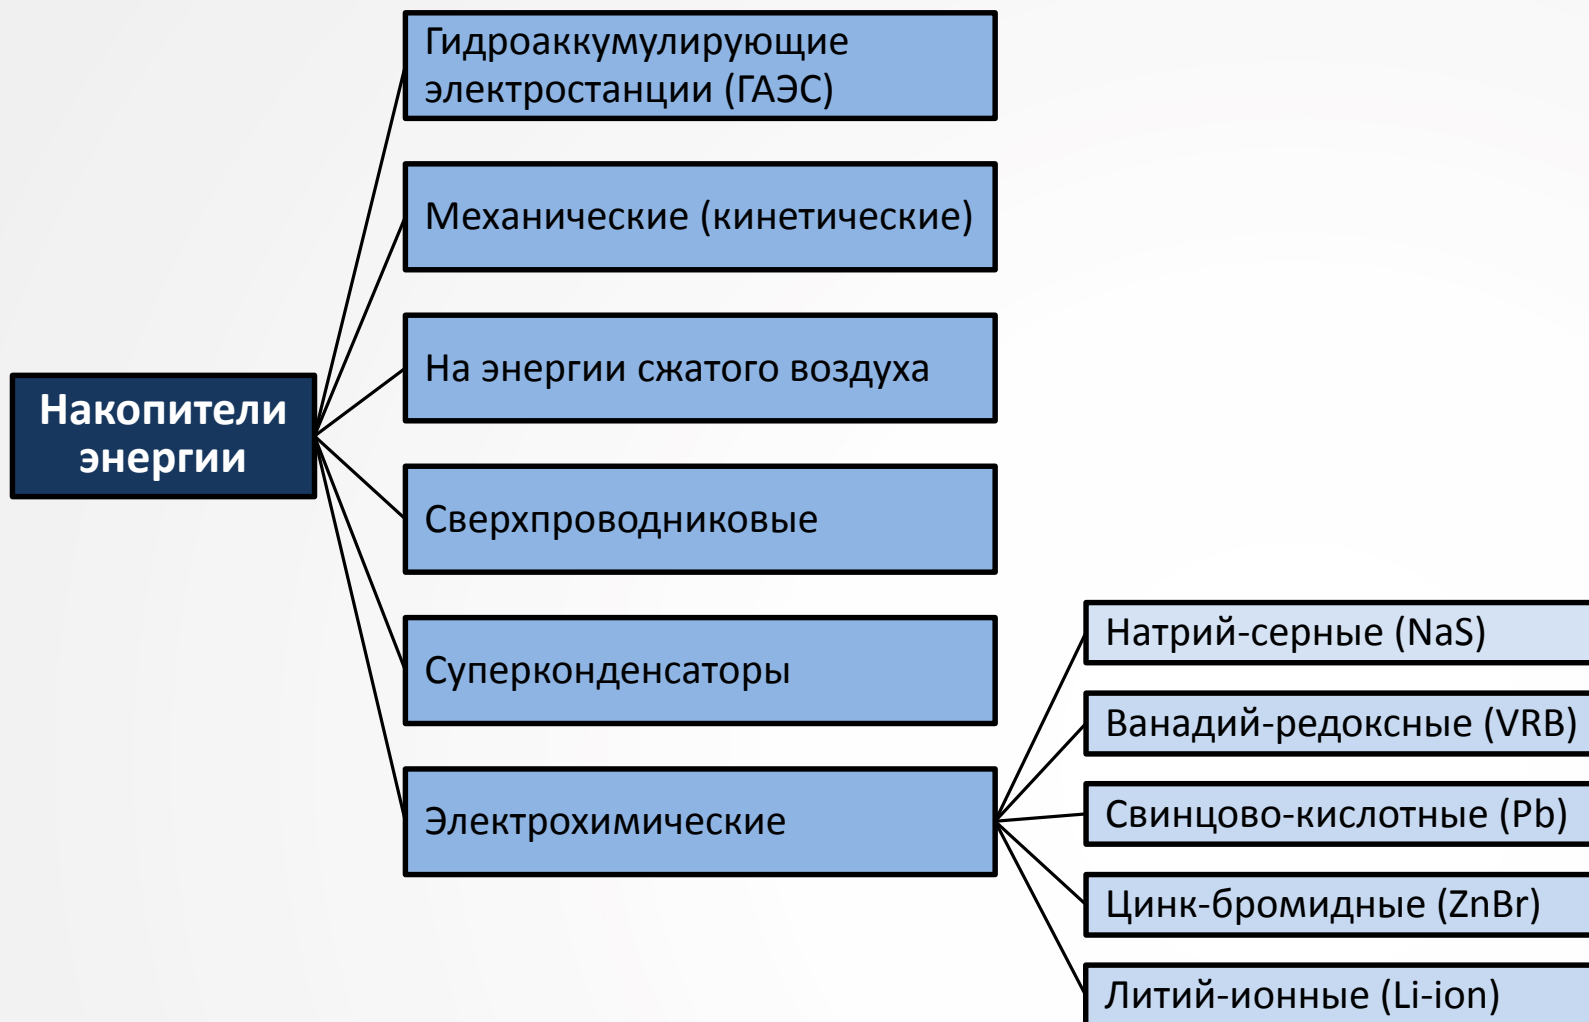 Накопители
энергии
Гидроаккумулирующие
электростанции (ГАЭС)
Механические (кинетические)
На энергии сжатого воздуха
Сверхпроводниковые
Суперконденсаторы
Электрохимические
Натрий-серные (NaS)
Ванадий-редоксные (VRB)
Свинцово-кислотные (Pb)
Цинк-бромидные (ZnBr)
Литий-ионные (Li-ion)